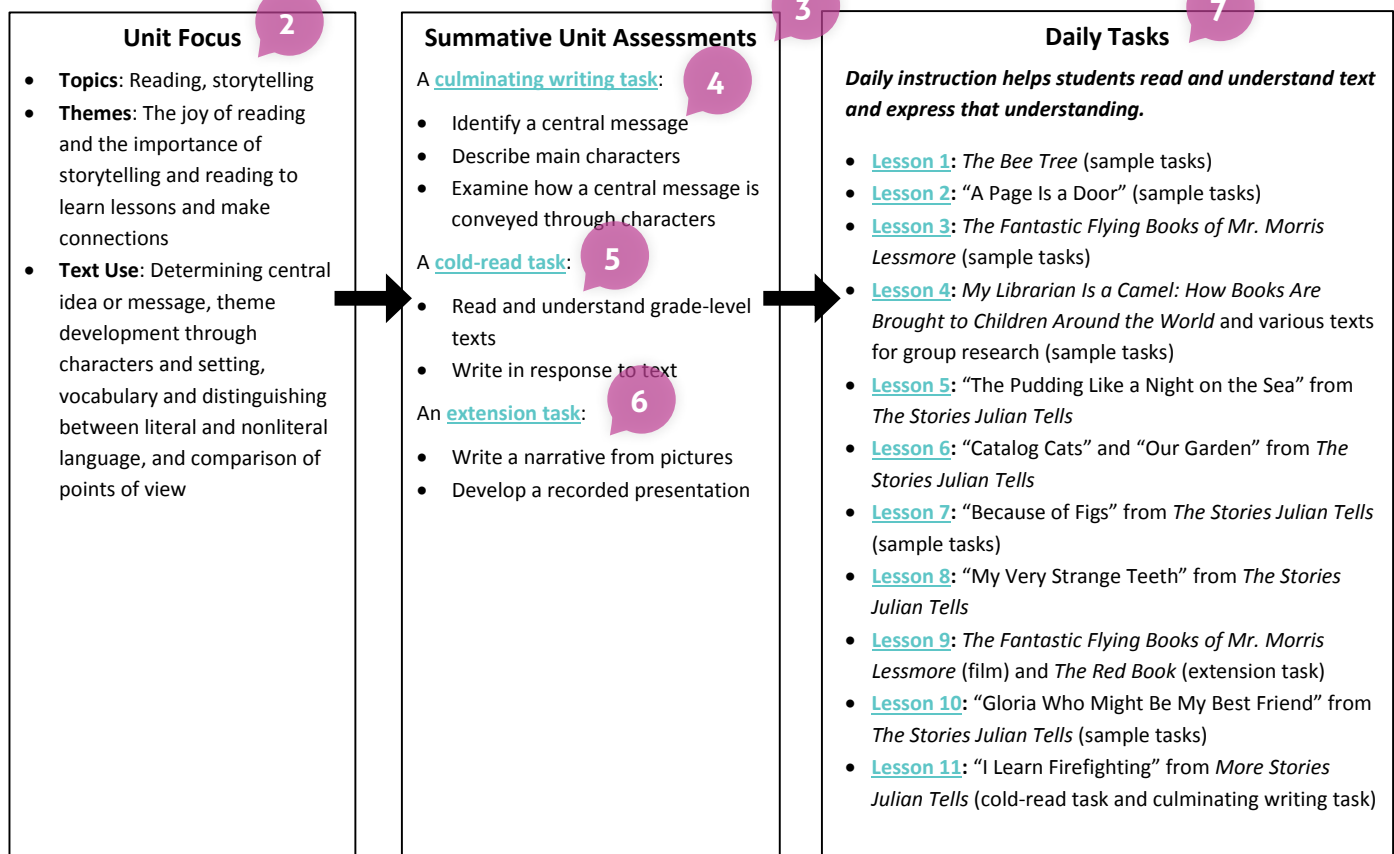 2
Unit Focus
• Topics: Reading, storytelling
• Themes: The joy of reading
and the importance of
storytelling and reading to
learn lessons and make
connections
• Text Use: Determining central
idea or message, theme
development through
characters and setting,
vocabulary and distinguishing
between literal and nonliteral
language, and comparison of
points of view
3
Summative Unit Assessments
A culminating writing task:
4
• Identify a central message
• Describe main characters
• Examine how a central message is
conveyed through characters
A cold-read task:
5
• Read and understand grade-level
texts
• Write in response to text
An extension task:
6
• Write a narrative from pictures
• Develop a recorded presentation
7
Daily Tasks
Daily instruction helps students read and understand text
and express that understanding.
• Lesson 1: The Bee Tree (sample tasks)
• Lesson 2: “A Page Is a Door” (sample tasks)
• Lesson 3: The Fantastic Flying Books of Mr. Morris
Lessmore (sample tasks)
• Lesson 4: My Librarian Is a Camel: How Books Are
Brought to Children Around the World and various texts
for group research (sample tasks)
• Lesson 5: “The Pudding Like a Night on the Sea” from
The Stories Julian Tells
• Lesson 6: “Catalog Cats” and “Our Garden” from The
Stories Julian Tells
• Lesson 7: “Because of Figs” from The Stories Julian Tells
(sample tasks)
• Lesson 8: “My Very Strange Teeth” from The Stories
Julian Tells
• Lesson 9: The Fantastic Flying Books of Mr. Morris
Lessmore (film) and The Red Book (extension task)
• Lesson 10: “Gloria Who Might Be My Best Friend” from
The Stories Julian Tells (sample tasks)
• Lesson 11: “I Learn Firefighting” from More Stories
Julian Tells (cold-read task and culminating writing task)